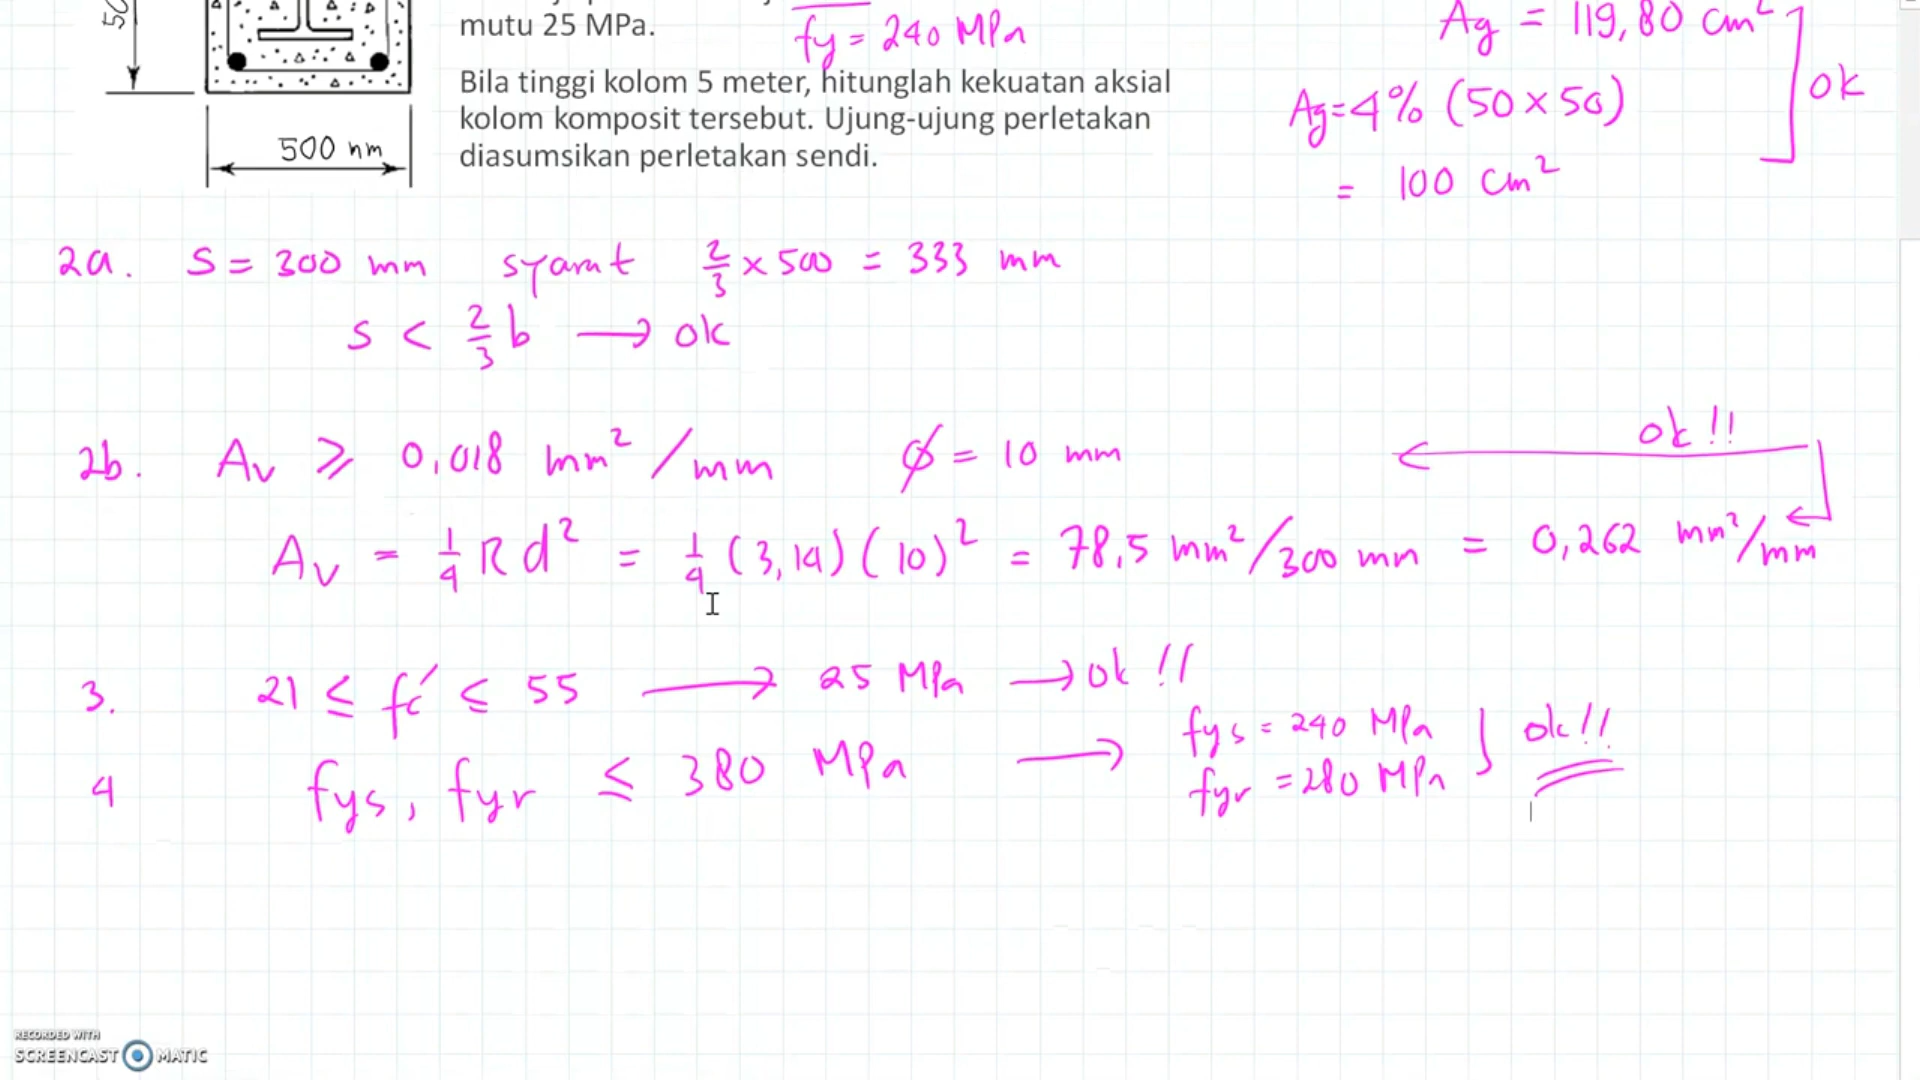 mutu 25 MPa.
fy = 240 MPa
Bila tinggi kolom 5 meter, hitunglah kekuatan aksial
kolom komposit tersebut. Ujung-ujung perletakan
diasumsikan perletakan sendi.
500 mm
Ag = 119,80 cm²
Ag = 4% (50 x 50)
= 100 cm²
ok
2a. s = 300 mm syarat 2/3 x 500 = 333 mm
s < 2/3 b → ok
2b. Av ≥ 0,018 mm²/mm ø = 10 mm
ok!!
Av = 1/4 π d² = 1/4 (3,14) (10)² = 78,5 mm²/300 mm = 0,262 mm²/mm
3. 21 ≤ fc' ≤ 55 → 25 MPa → ok!!
4 fys, fyr ≤ 380 MPa → fys = 240 MPa
fyr = 280 MPa
ok!!
RECORDED WITH
SCREENCAST MATIC